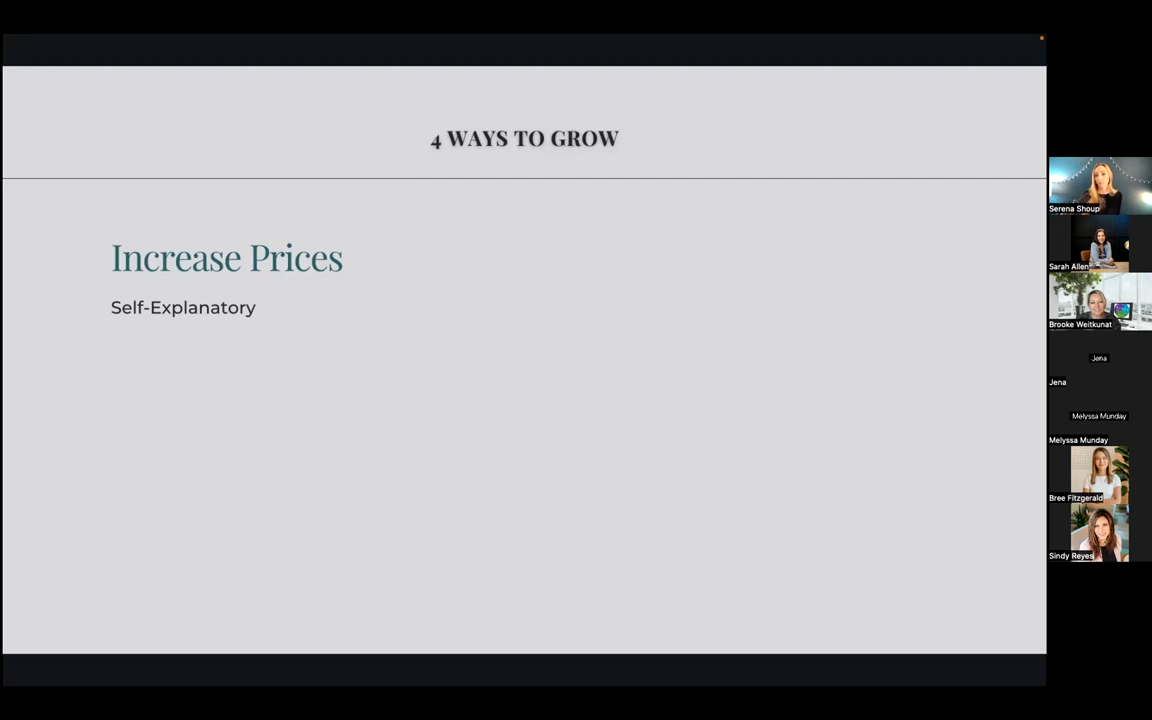 4 WAYS TO GROW
Increase Prices
Self-Explanatory
Serena Shoup
Sarah Allen
Brooke Weitkunat
Jena
Jena
Melyssa Munday
Melyssa Munday
Bree Fitzgerald
Sindy Reyes